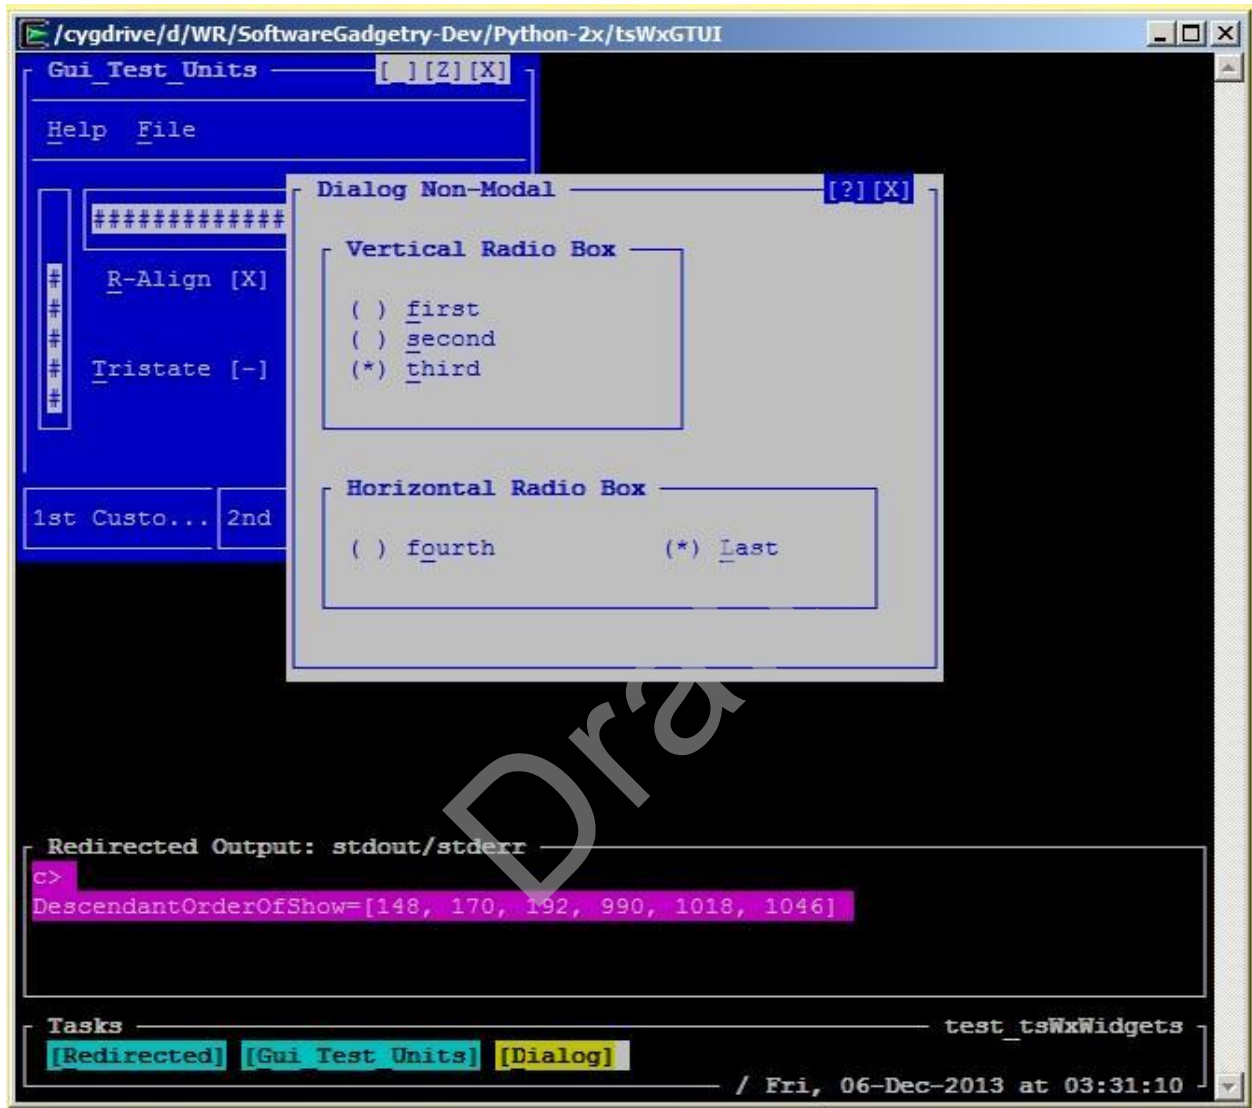 /cygdrive/d/WR/SoftwareGadgetry-Dev/Python-2x/tsWxGTUI
Gui_Test_Units [_][Z][X]
Help File
#############
Dialog Non-Modal [?][X]
Vertical Radio Box
#
#
#
#
#
R-Align [X]
Tristate [-]
( ) first
( ) second
(*) third
Horizontal Radio Box
( ) fourth (*) Last
1st Custo... 2nd
Redirected Output: stdout/stderr
c>
DescendantOrderOfShow=[148, 170, 192, 990, 1018, 1046]
Tasks test_tsWxWidgets
[Redirected] [Gui_Test_Units] [Dialog]
/ Fri, 06-Dec-2013 at 03:31:10